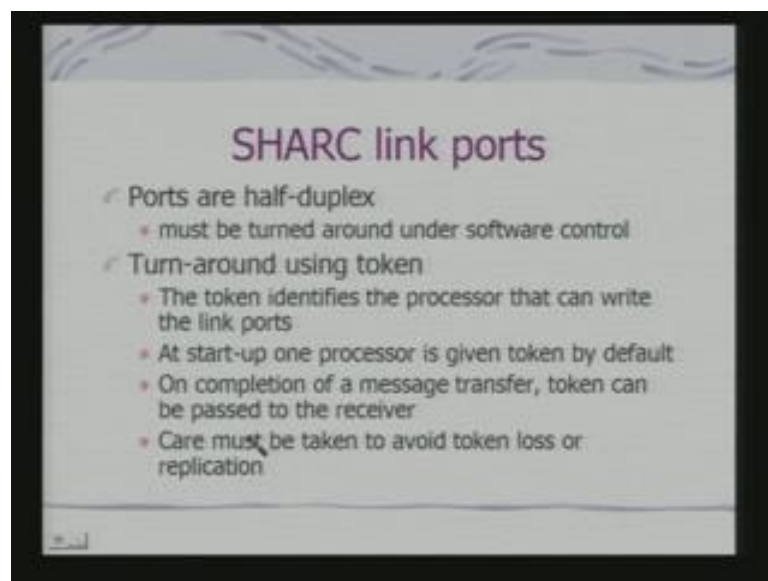 SHARC link ports
Ports are half-duplex
must be turned around under software control
Turn-around using token
The token identifies the processor that can write
the link ports
At start-up one processor is given token by default
On completion of a message transfer, token can
be passed to the receiver
Care must be taken to avoid token loss or
replication